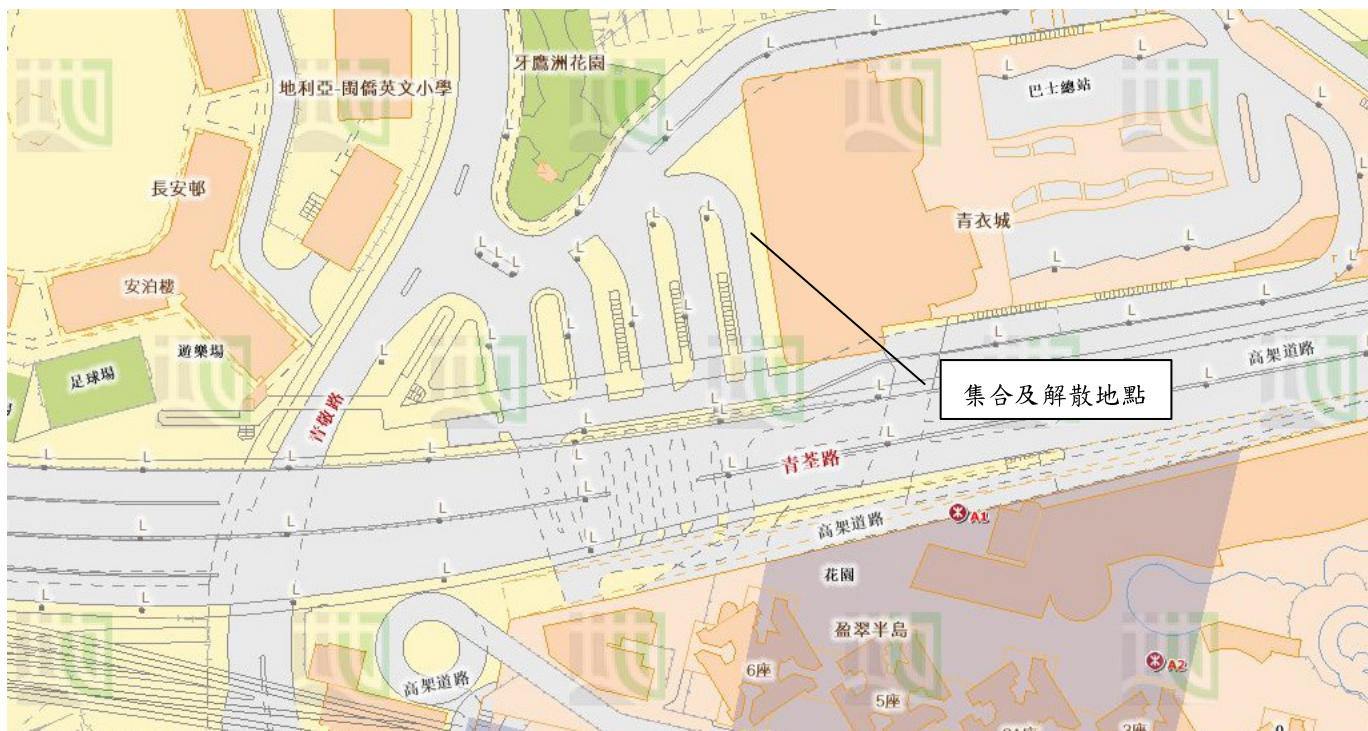 牙鷹洲花園
地利亞-閩僑英文小學
巴士總站
長安邨
青衣城
安泊樓
遊樂場
足球場
高架道路
集合及解散地點
青敬路
青荃路
A1
高架道路
花園
盈翠半島
A2
6座
高架道路
5座
3座